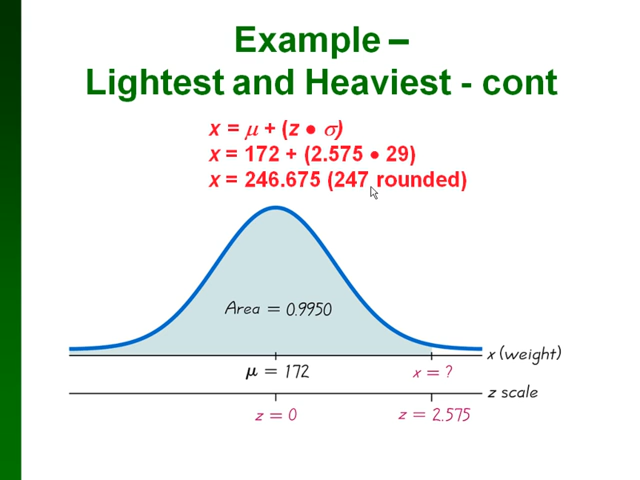 Example –
Lightest and Heaviest - cont
x = μ + (z • σ)
x = 172 + (2.575 • 29)
x = 246.675 (247 rounded)
Area = 0.9950
x (weight)
μ = 172
x = ?
z scale
z = 0
z = 2.575